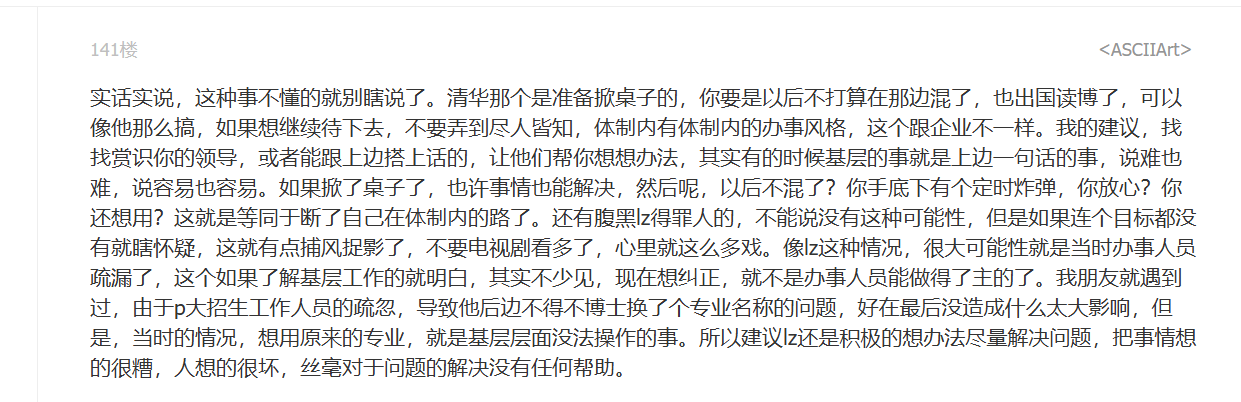 141楼
<ASCIIArt>
实话实说，这种事不懂的就别瞎说了。清华那个是准备掀桌子的，你要是以后不打算在那边混了，也出国读博了，可以
像他那么搞，如果想继续待下去，不要弄到尽人皆知，体制内有体制内的办事风格，这个跟企业不一样。我的建议，找
找赏识你的领导，或者能跟上边搭上话的，让他们帮你想想办法，其实有的时候基层的事就是上边一句话的事，说难也
难，说容易也容易。如果掀了桌子了，也许事情也能解决，然后呢，以后不混了？你手底下有个定时炸弹，你放心？你
还想用？这就是等同于断了自己在体制内的路了。还有腹黑lz得罪人的，不能说没有这种可能性，但是如果连个目标都没
有就瞎怀疑，这就有点捕风捉影了，不要电视剧看多了，心里就这么多戏。像lz这种情况，很大可能性就是当时办事人员
疏漏了，这个如果了解基层工作的就明白，其实不少见，现在想纠正，就不是办事人员能做得了主的了。我朋友就遇到
过，由于p大招生工作人员的疏忽，导致他后边不得不博士换了个专业名称的问题，好在最后没造成什么太大影响，但
是，当时的情况，想用原来的专业，就是基层层面没法操作的事。所以建议lz还是积极的想办法尽量解决问题，把事情想
的很糟，人想的很坏，丝毫对于问题的解决没有任何帮助。